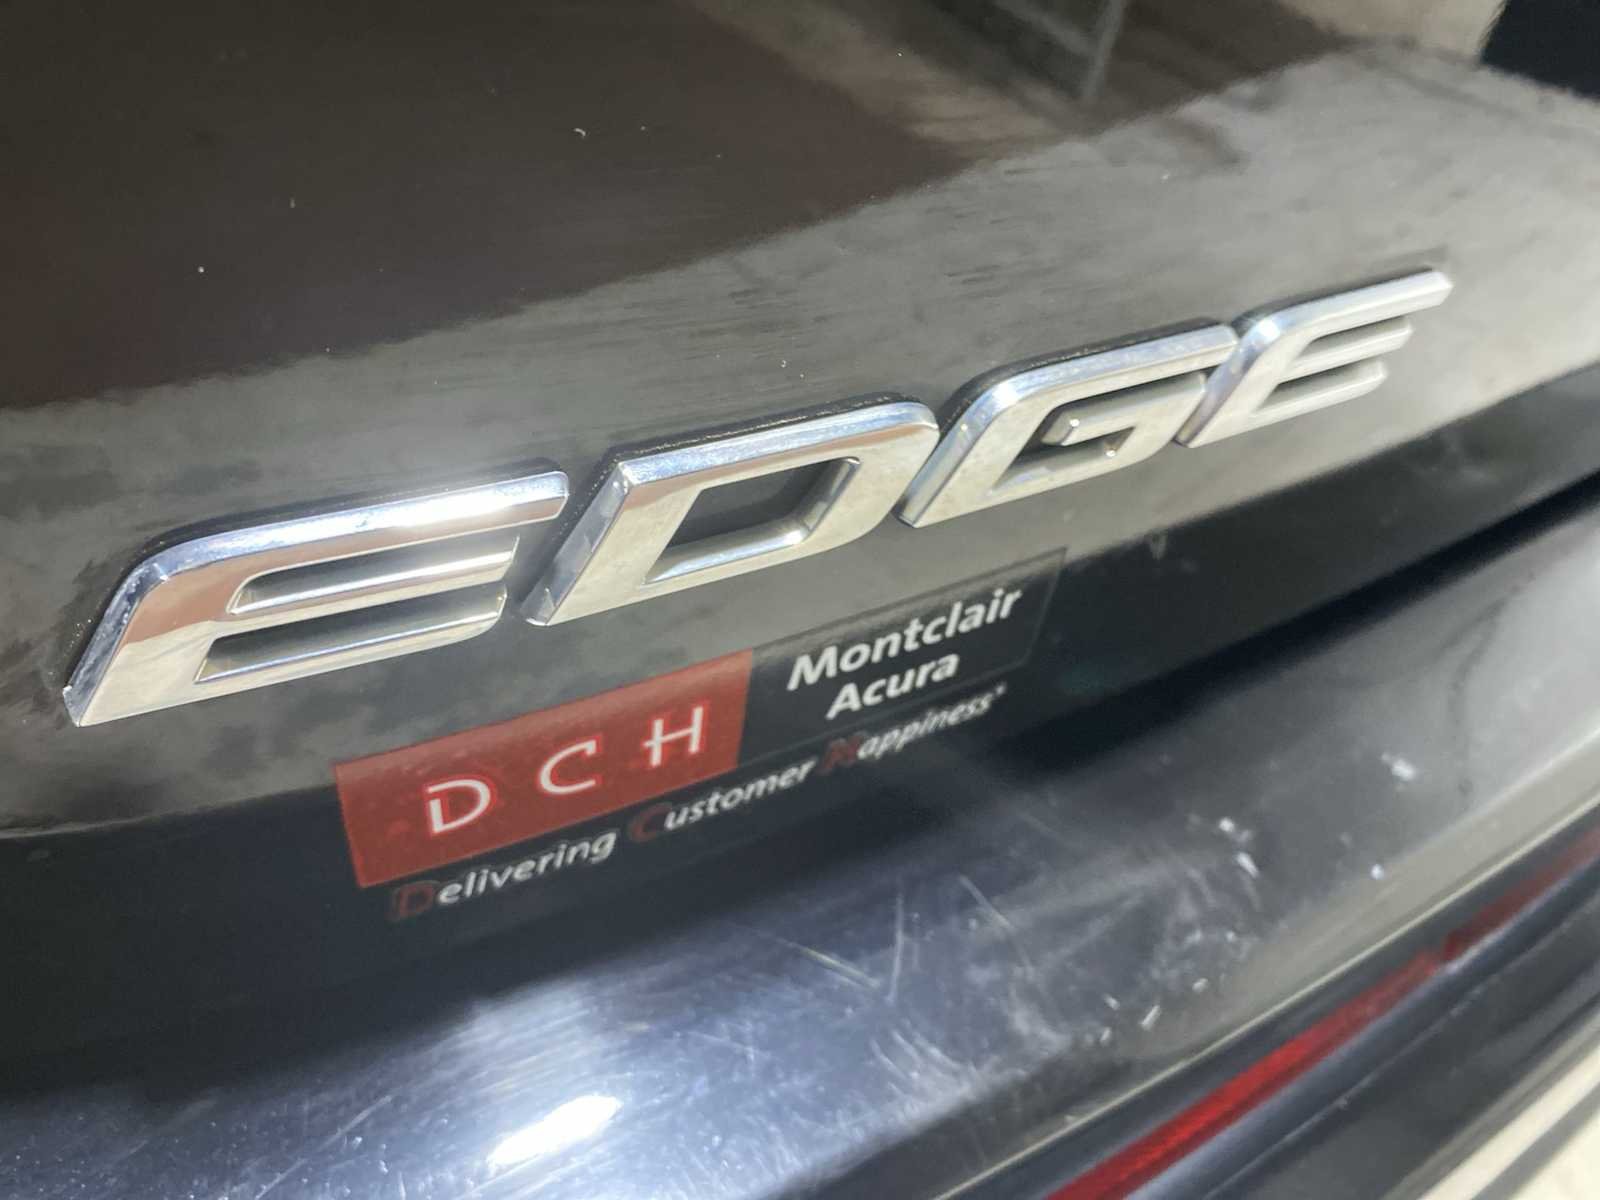 EDGE
DCH
Montclair
Acura
Delivering Customer Happiness